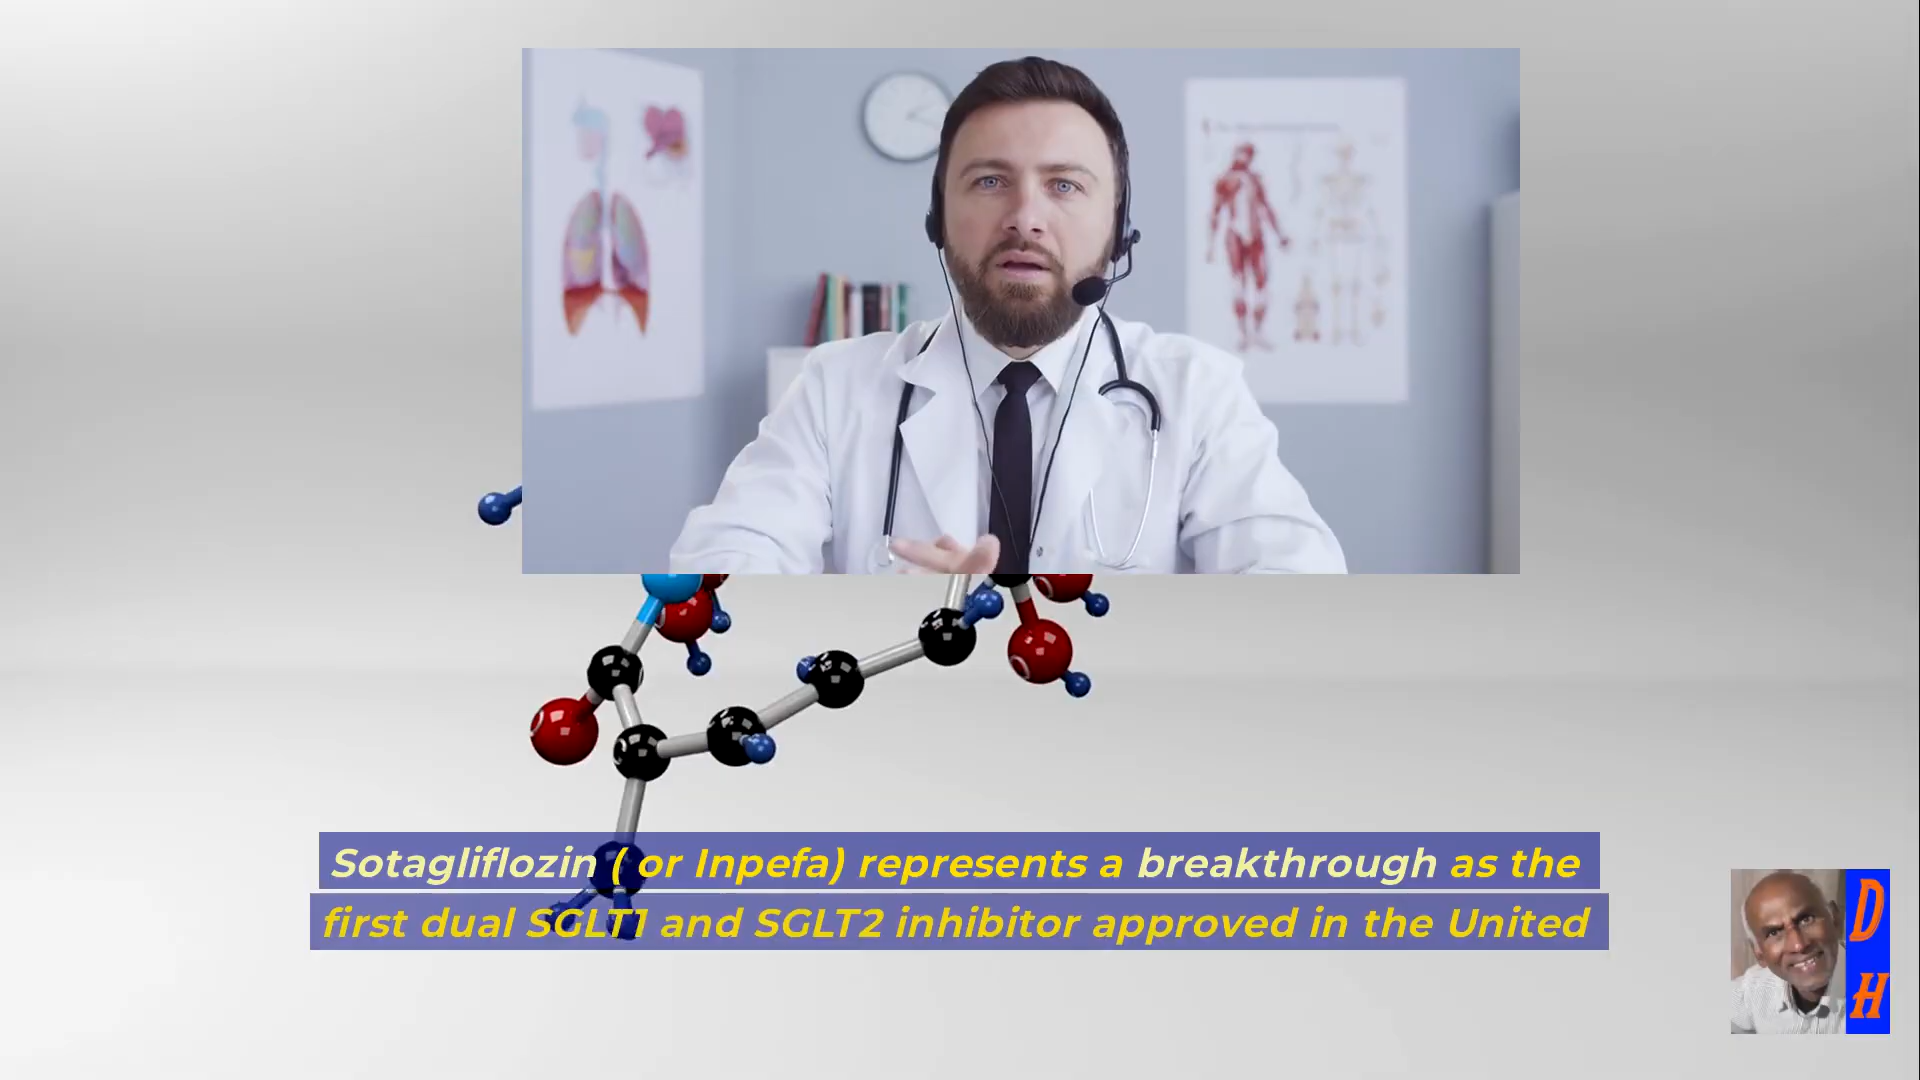 Sotagliflozin ( or Inpefa) represents a breakthrough as the
first dual SGLT1 and SGLT2 inhibitor approved in the United
D
H